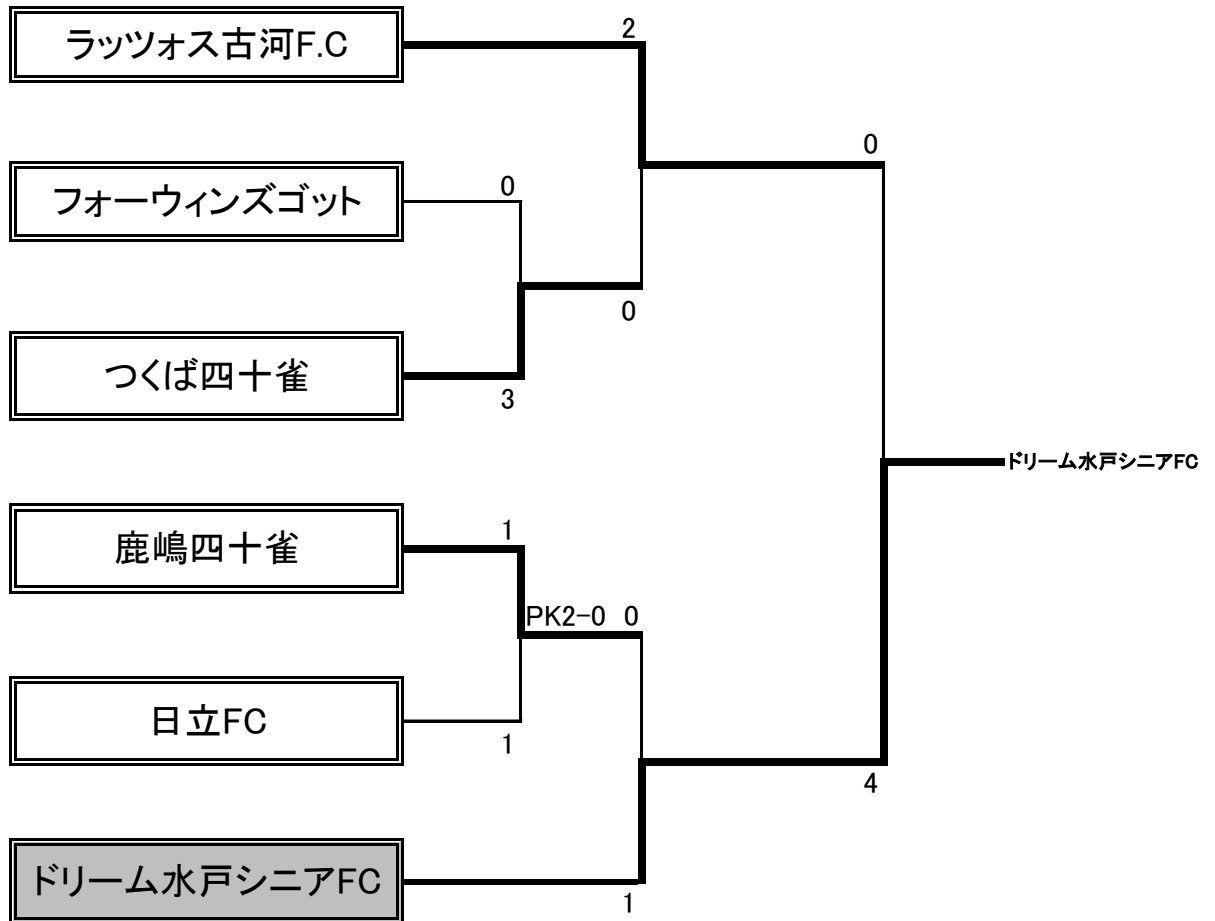 ラッツォス古河F.C
2
0
フォーウィンズゴット
0
0
つくば四十雀
3
ドリーム水戸シニアFC
鹿嶋四十雀
1
PK2-0 0
日立FC
1
4
ドリーム水戸シニアFC
1